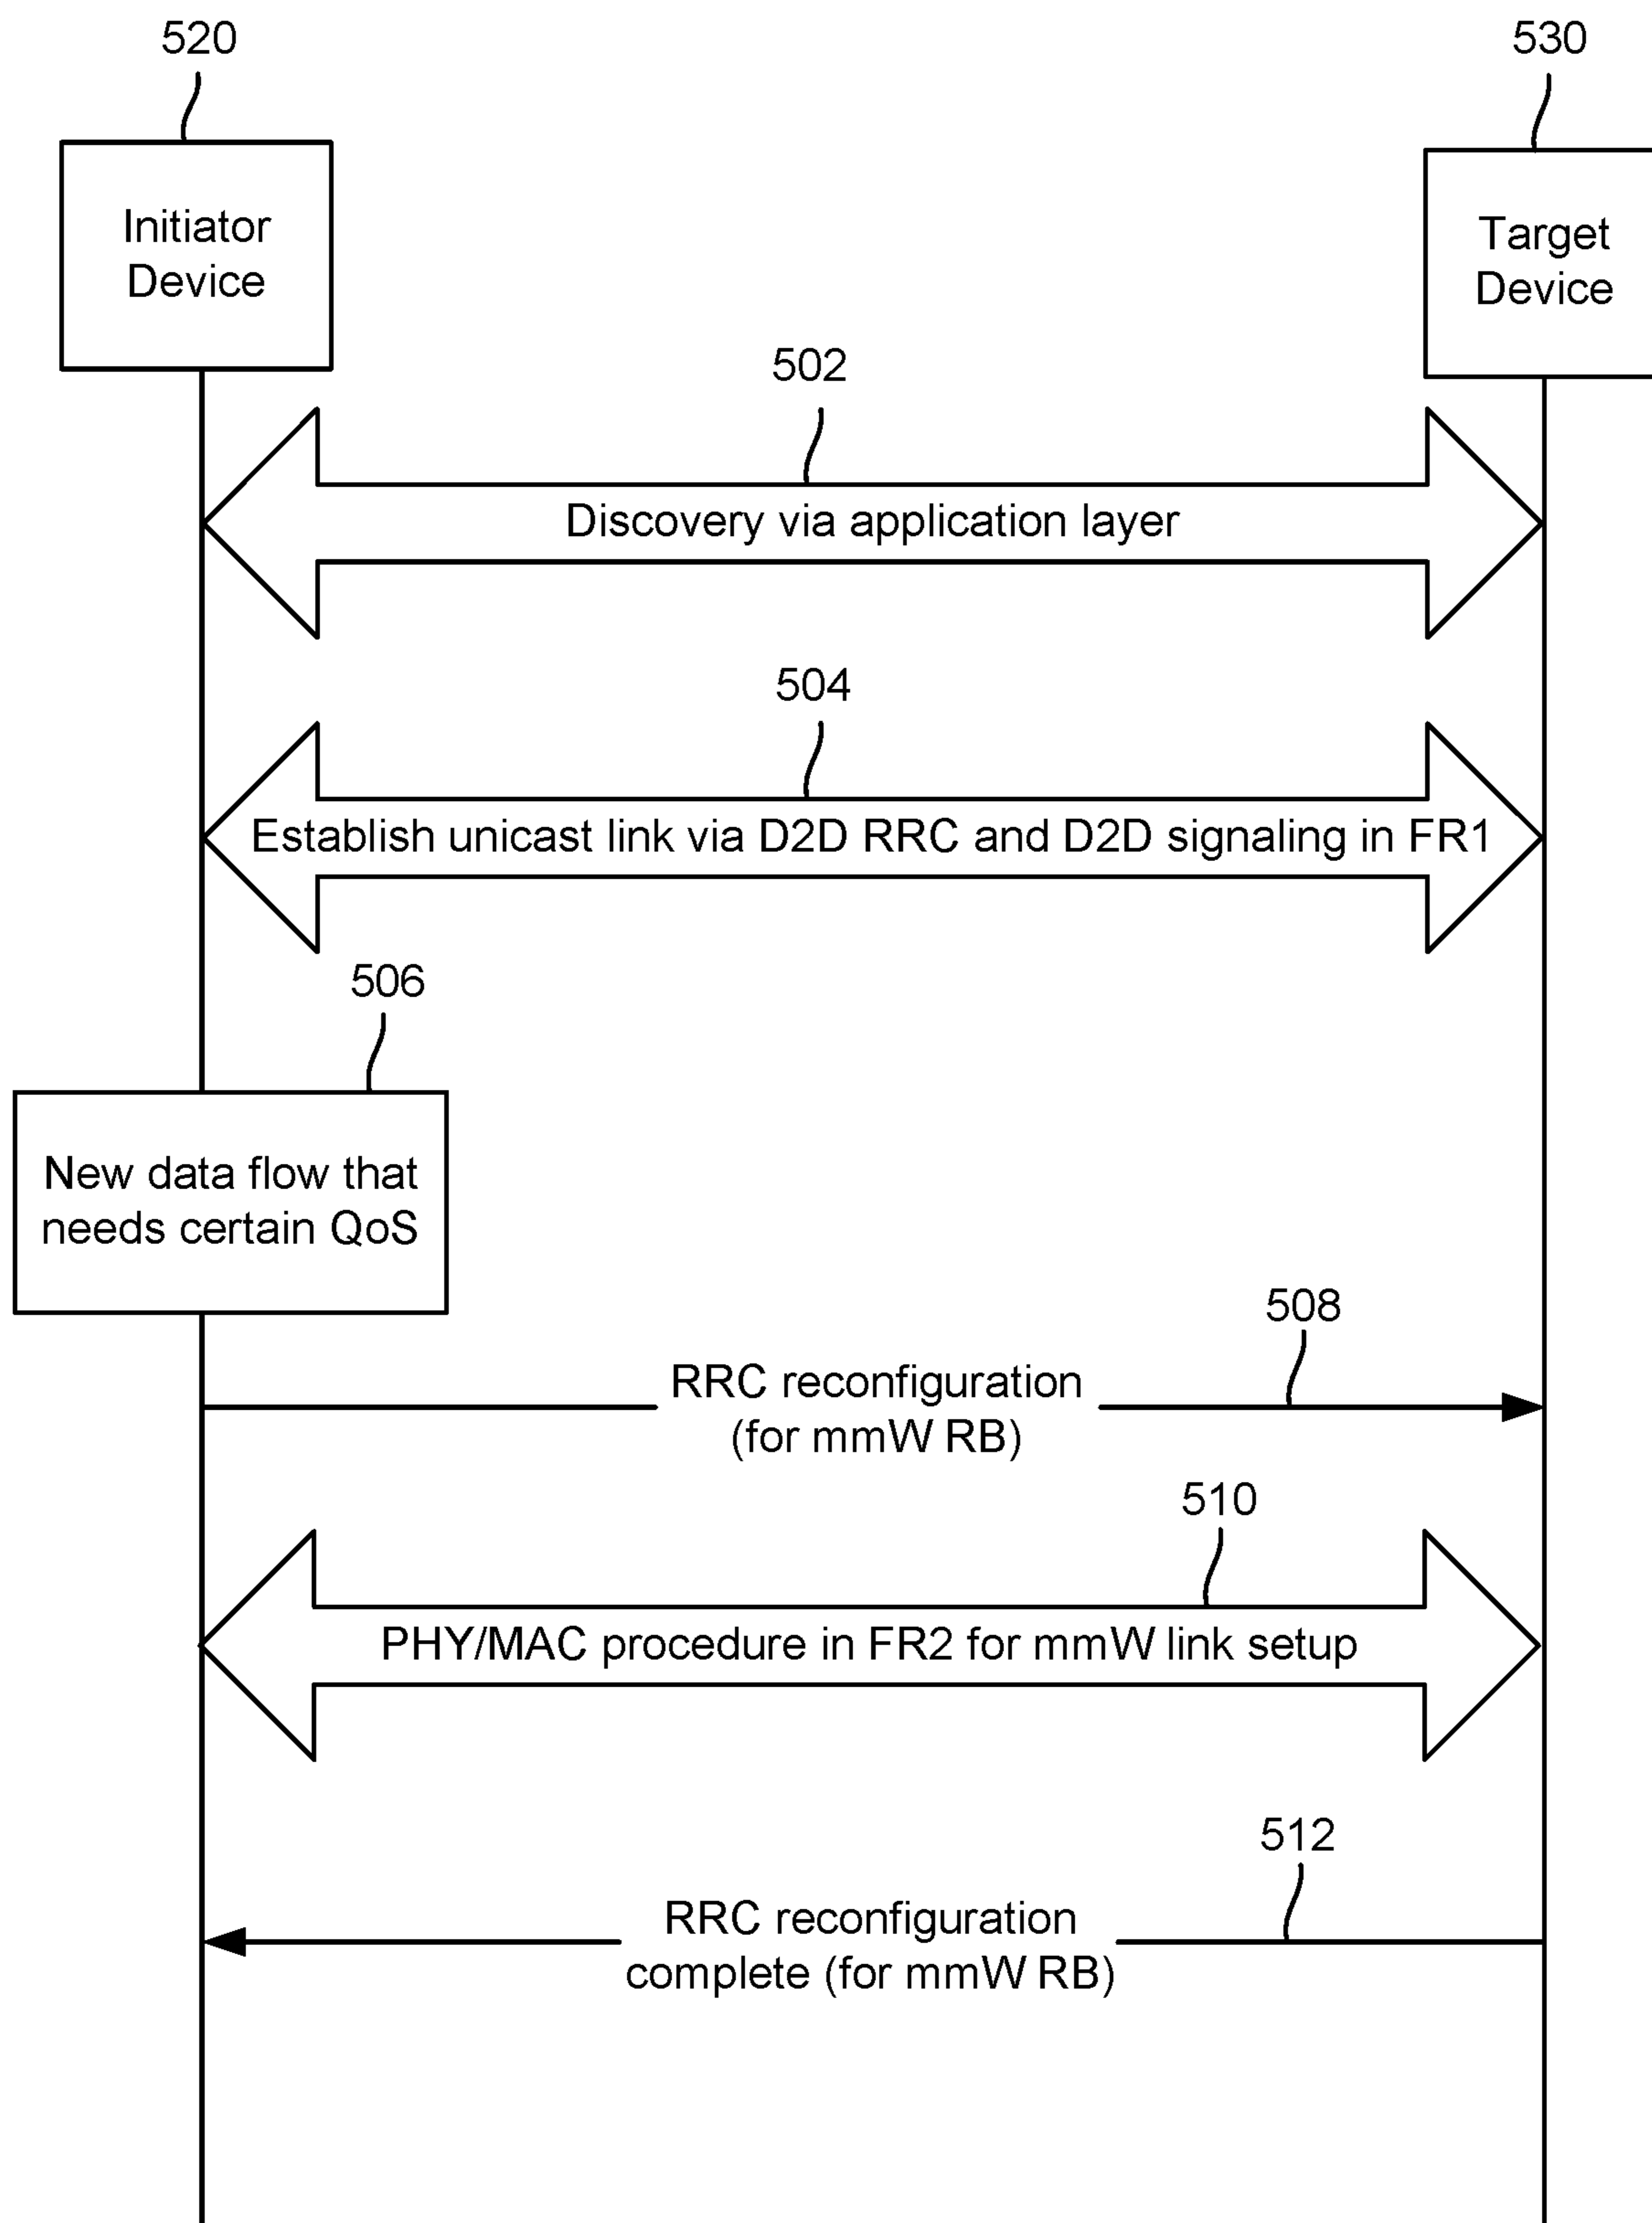 520
530
Initiator
Device
Target
Device
502
Discovery via application layer
504
Establish unicast link via D2D RRC and D2D signaling in FR1
506
New data flow that
needs certain QoS
508
RRC reconfiguration
(for mmW RB)
510
PHY/MAC procedure in FR2 for mmW link setup
512
RRC reconfiguration
complete (for mmW RB)